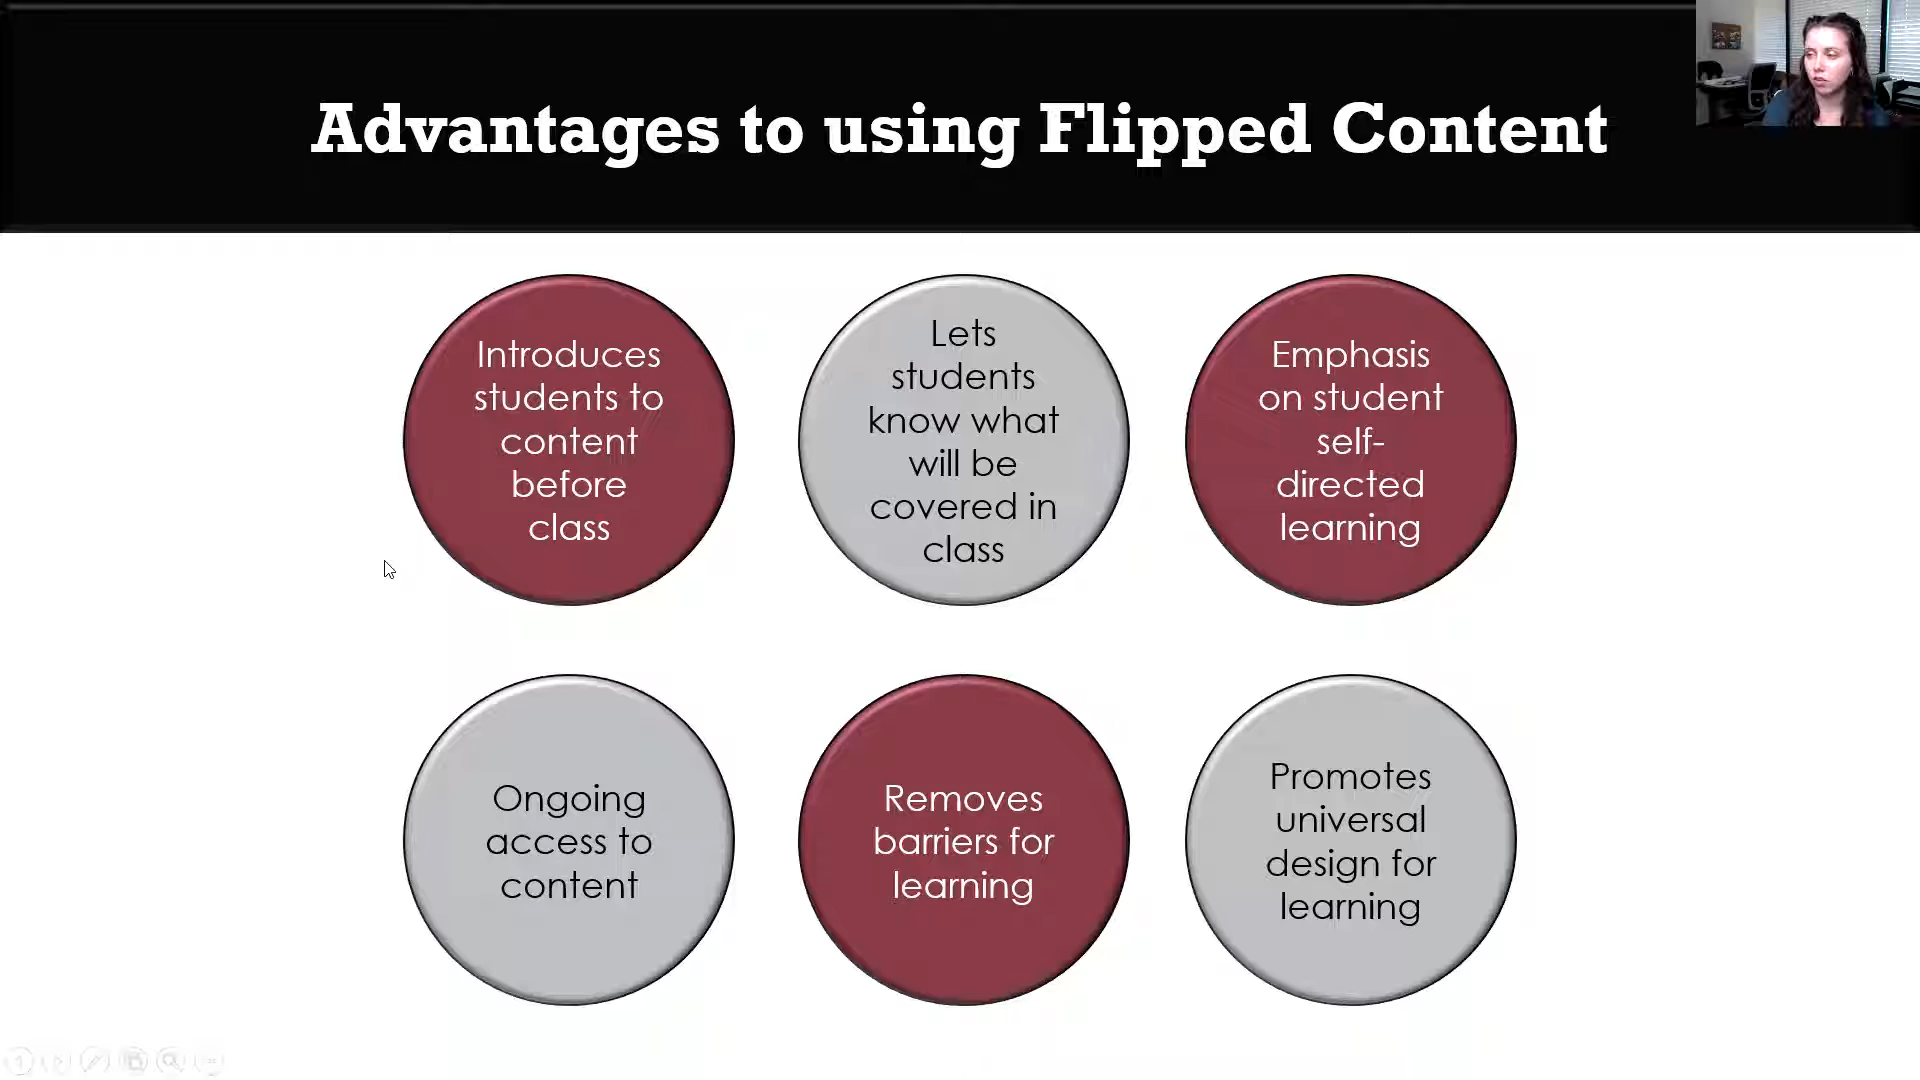 Advantages to using Flipped Content
Introduces
students to
content
before
class
Lets
students
know what
will be
covered in
class
Emphasis
on student
self-
directed
learning
Ongoing
access to
content
Removes
barriers for
learning
Promotes
universal
design for
learning